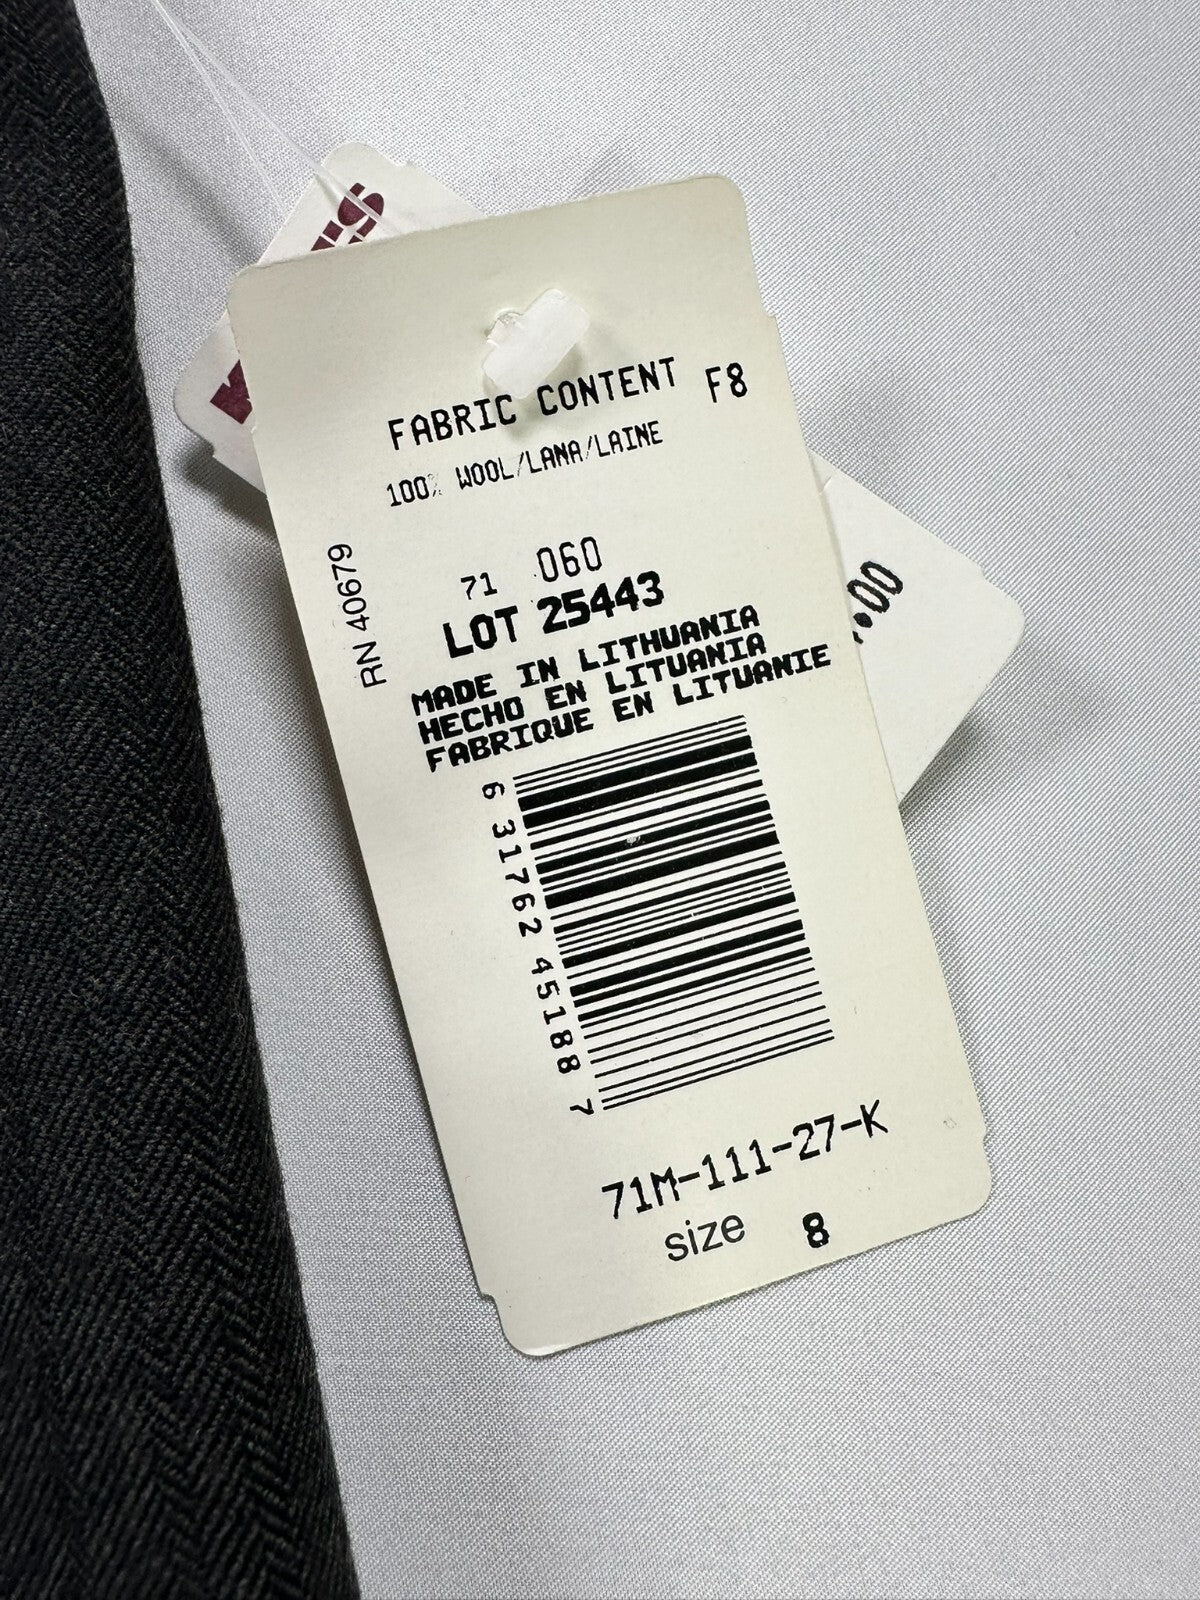 FABRIC CONTENT F8
100% WOOL/LANA/LAINE
RN 40679
71 060
LOT 25443
MADE IN LITHUANIA
HECHO EN LITUANIA
FABRIQUE EN LITUANIE
6 31762 45188 7
71M-111-27-K
size 8
.00